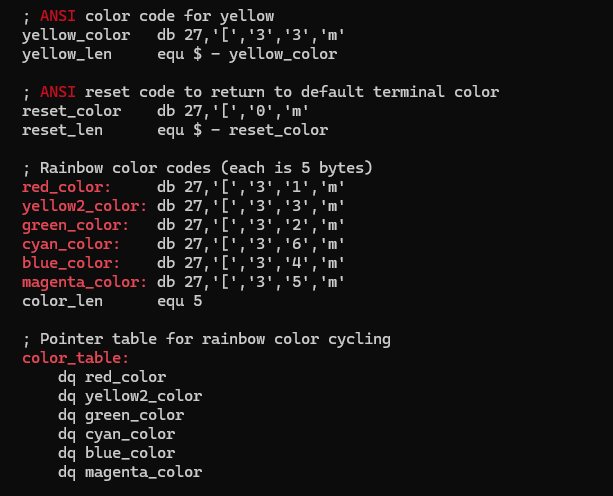 ; ANSI color code for yellow
yellow_color   db 27,'[','3','3','m'
yellow_len     equ $ - yellow_color
; ANSI reset code to return to default terminal color
reset_color    db 27,'[','0','m'
reset_len      equ $ - reset_color
; Rainbow color codes (each is 5 bytes)
red_color:     db 27,'[','3','1','m'
yellow2_color: db 27,'[','3','3','m'
green_color:   db 27,'[','3','2','m'
cyan_color:    db 27,'[','3','6','m'
blue_color:    db 27,'[','3','4','m'
magenta_color: db 27,'[','3','5','m'
color_len      equ 5
; Pointer table for rainbow color cycling
color_table:
    dq red_color
    dq yellow2_color
    dq green_color
    dq cyan_color
    dq blue_color
    dq magenta_color